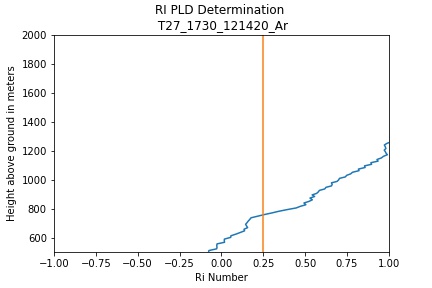 RI PLD Determination
T27_1730_121420_Ar
2000
1800
1600
1400
1200
1000
800
600
Height above ground in meters
−1.00 −0.75 −0.50 −0.25 0.00 0.25 0.50 0.75 1.00
Ri Number